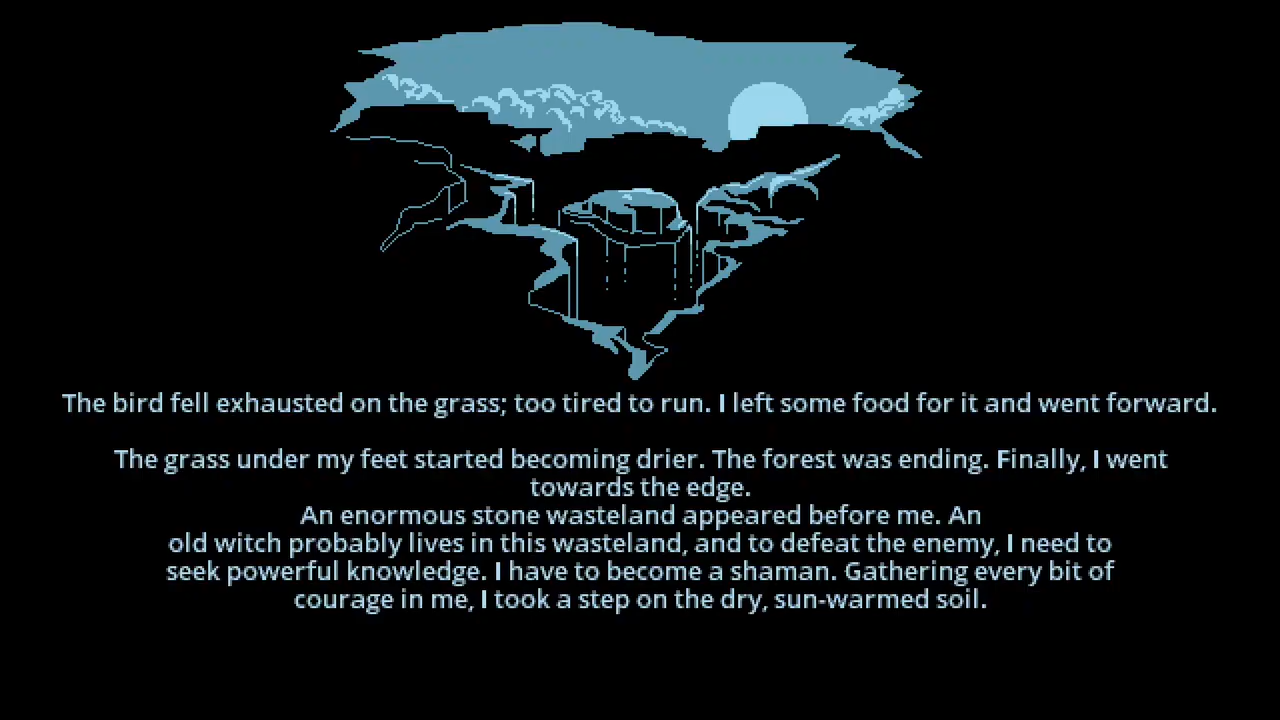 The bird fell exhausted on the grass; too tired to run. I left some food for it and went forward.
The grass under my feet started becoming drier. The forest was ending. Finally, I went
towards the edge.
An enormous stone wasteland appeared before me. An
old witch probably lives in this wasteland, and to defeat the enemy, I need to
seek powerful knowledge. I have to become a shaman. Gathering every bit of
courage in me, I took a step on the dry, sun-warmed soil.